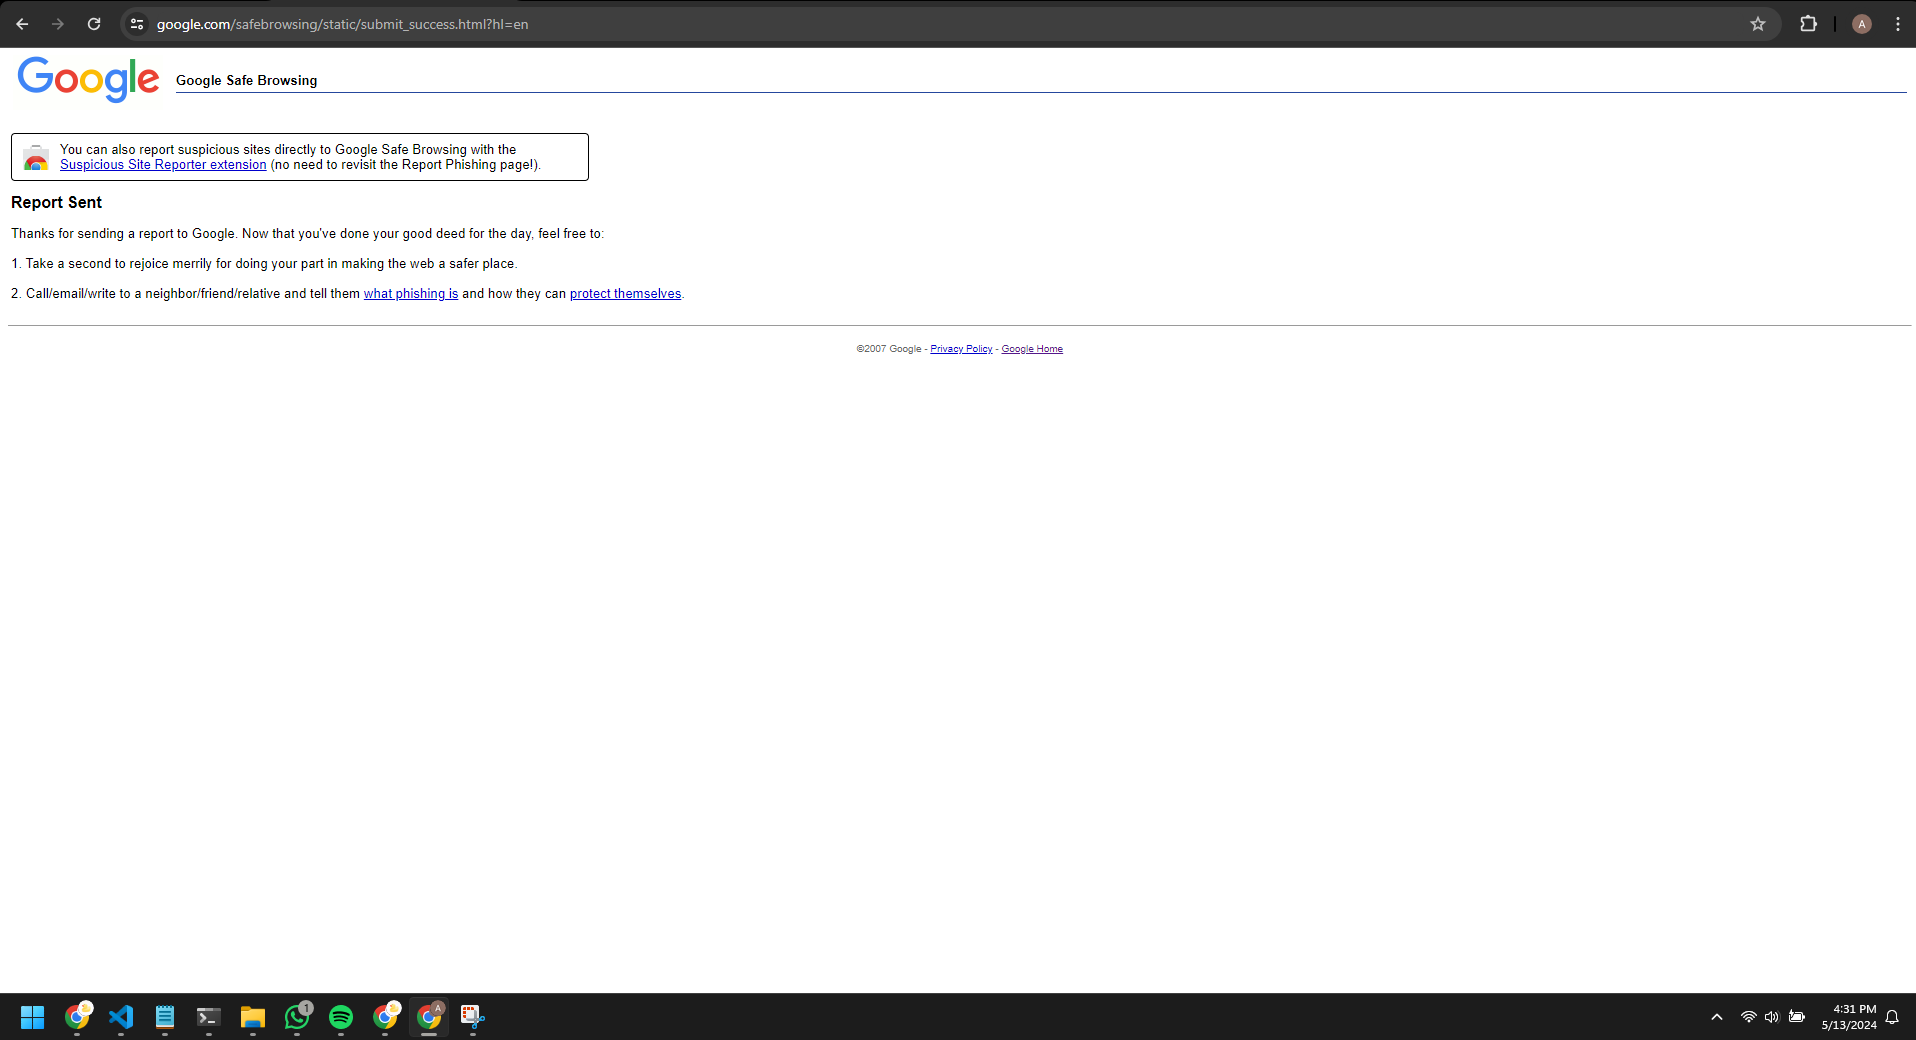 google.com/safebrowsing/static/submit_success.html?hl=en
A
Google
Google Safe Browsing
You can also report suspicious sites directly to Google Safe Browsing with the
Suspicious Site Reporter extension (no need to revisit the Report Phishing page!).
Report Sent
Thanks for sending a report to Google. Now that you've done your good deed for the day, feel free to:
1. Take a second to rejoice merrily for doing your part in making the web a safer place.
2. Call/email/write to a neighbor/friend/relative and tell them what phishing is and how they can protect themselves.
©2007 Google - Privacy Policy - Google Home
1
A
4:31 PM
5/13/2024